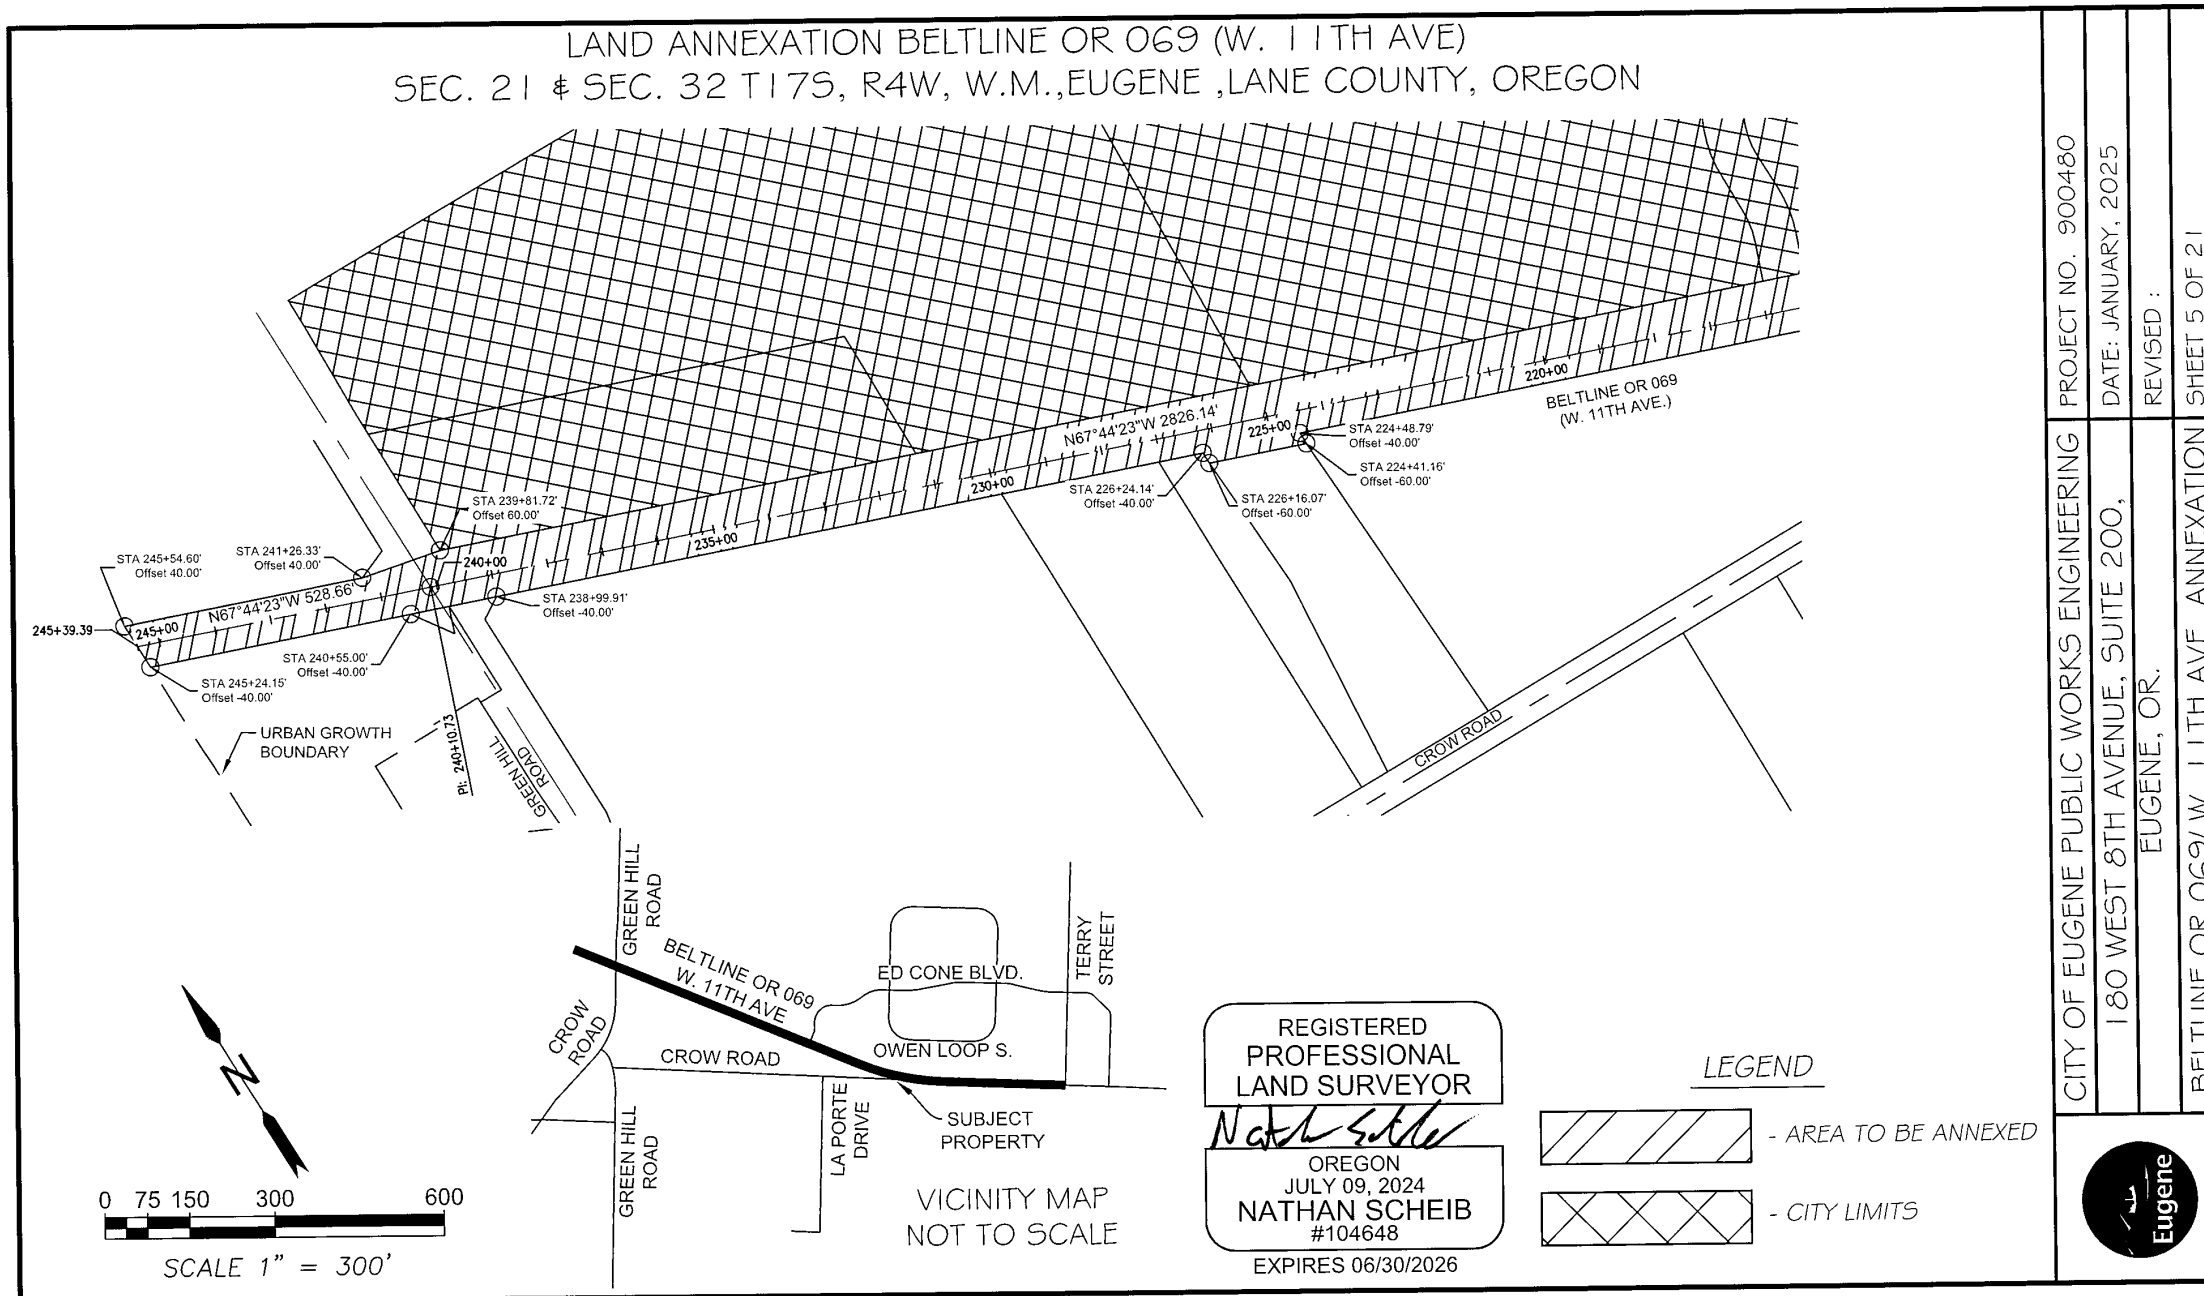 LAND ANNEXATION BELTLINE OR 069 (W. 11TH AVE)
SEC. 21 & SEC. 32 T17S, R4W, W.M.,EUGENE ,LANE COUNTY, OREGON
N67°44'23"W 2826.14'
220+00
BELTLINE OR 069
(W. 11TH AVE.)
225+00
STA 224+48.79'
Offset -40.00'
STA 224+41.16'
Offset -60.00'
STA 226+24.14'
Offset -40.00'
STA 226+16.07'
Offset -60.00'
230+00
235+00
STA 239+81.72'
Offset 60.00'
240+00
STA 238+99.91'
Offset -40.00'
STA 241+26.33'
Offset 40.00'
STA 245+54.60'
Offset 40.00'
N67°44'23"W 528.66'
245+39.39
245+00
STA 240+55.00'
Offset -40.00'
STA 245+24.15'
Offset -40.00'
URBAN GROWTH
BOUNDARY
PI: 240+10.73
GREEN HILL
ROAD
CROW ROAD
GREEN HILL
ROAD
BELTLINE OR 069
W. 11TH AVE
ED CONE BLVD.
TERRY
STREET
CROW
ROAD
CROW ROAD
OWEN LOOP S.
LA PORTE
DRIVE
SUBJECT
PROPERTY
GREEN HILL
ROAD
VICINITY MAP
NOT TO SCALE
N
0 75 150 300 600
SCALE 1" = 300'
REGISTERED
PROFESSIONAL
LAND SURVEYOR
OREGON
JULY 09, 2024
NATHAN SCHEIB
#104648
EXPIRES 06/30/2026
LEGEND
- AREA TO BE ANNEXED
- CITY LIMITS
CITY OF EUGENE PUBLIC WORKS ENGINEERING
180 WEST 8TH AVENUE, SUITE 200,
EUGENE, OR.
BELTLINE OR 069/ W. 11TH AVE ANNEXATION
PROJECT NO. 900480
DATE: JANUARY, 2025
REVISED :
SHEET 5 OF 21
Eugene